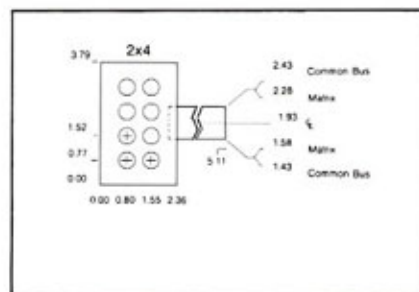 2x4
3.79
2.43 Common Bus
2.28 Matrix
1.93 ℄
1.52
1.58 Matrix
0.77
5.11
1.43 Common Bus
0.00
0.00 0.80 1.55 2.36